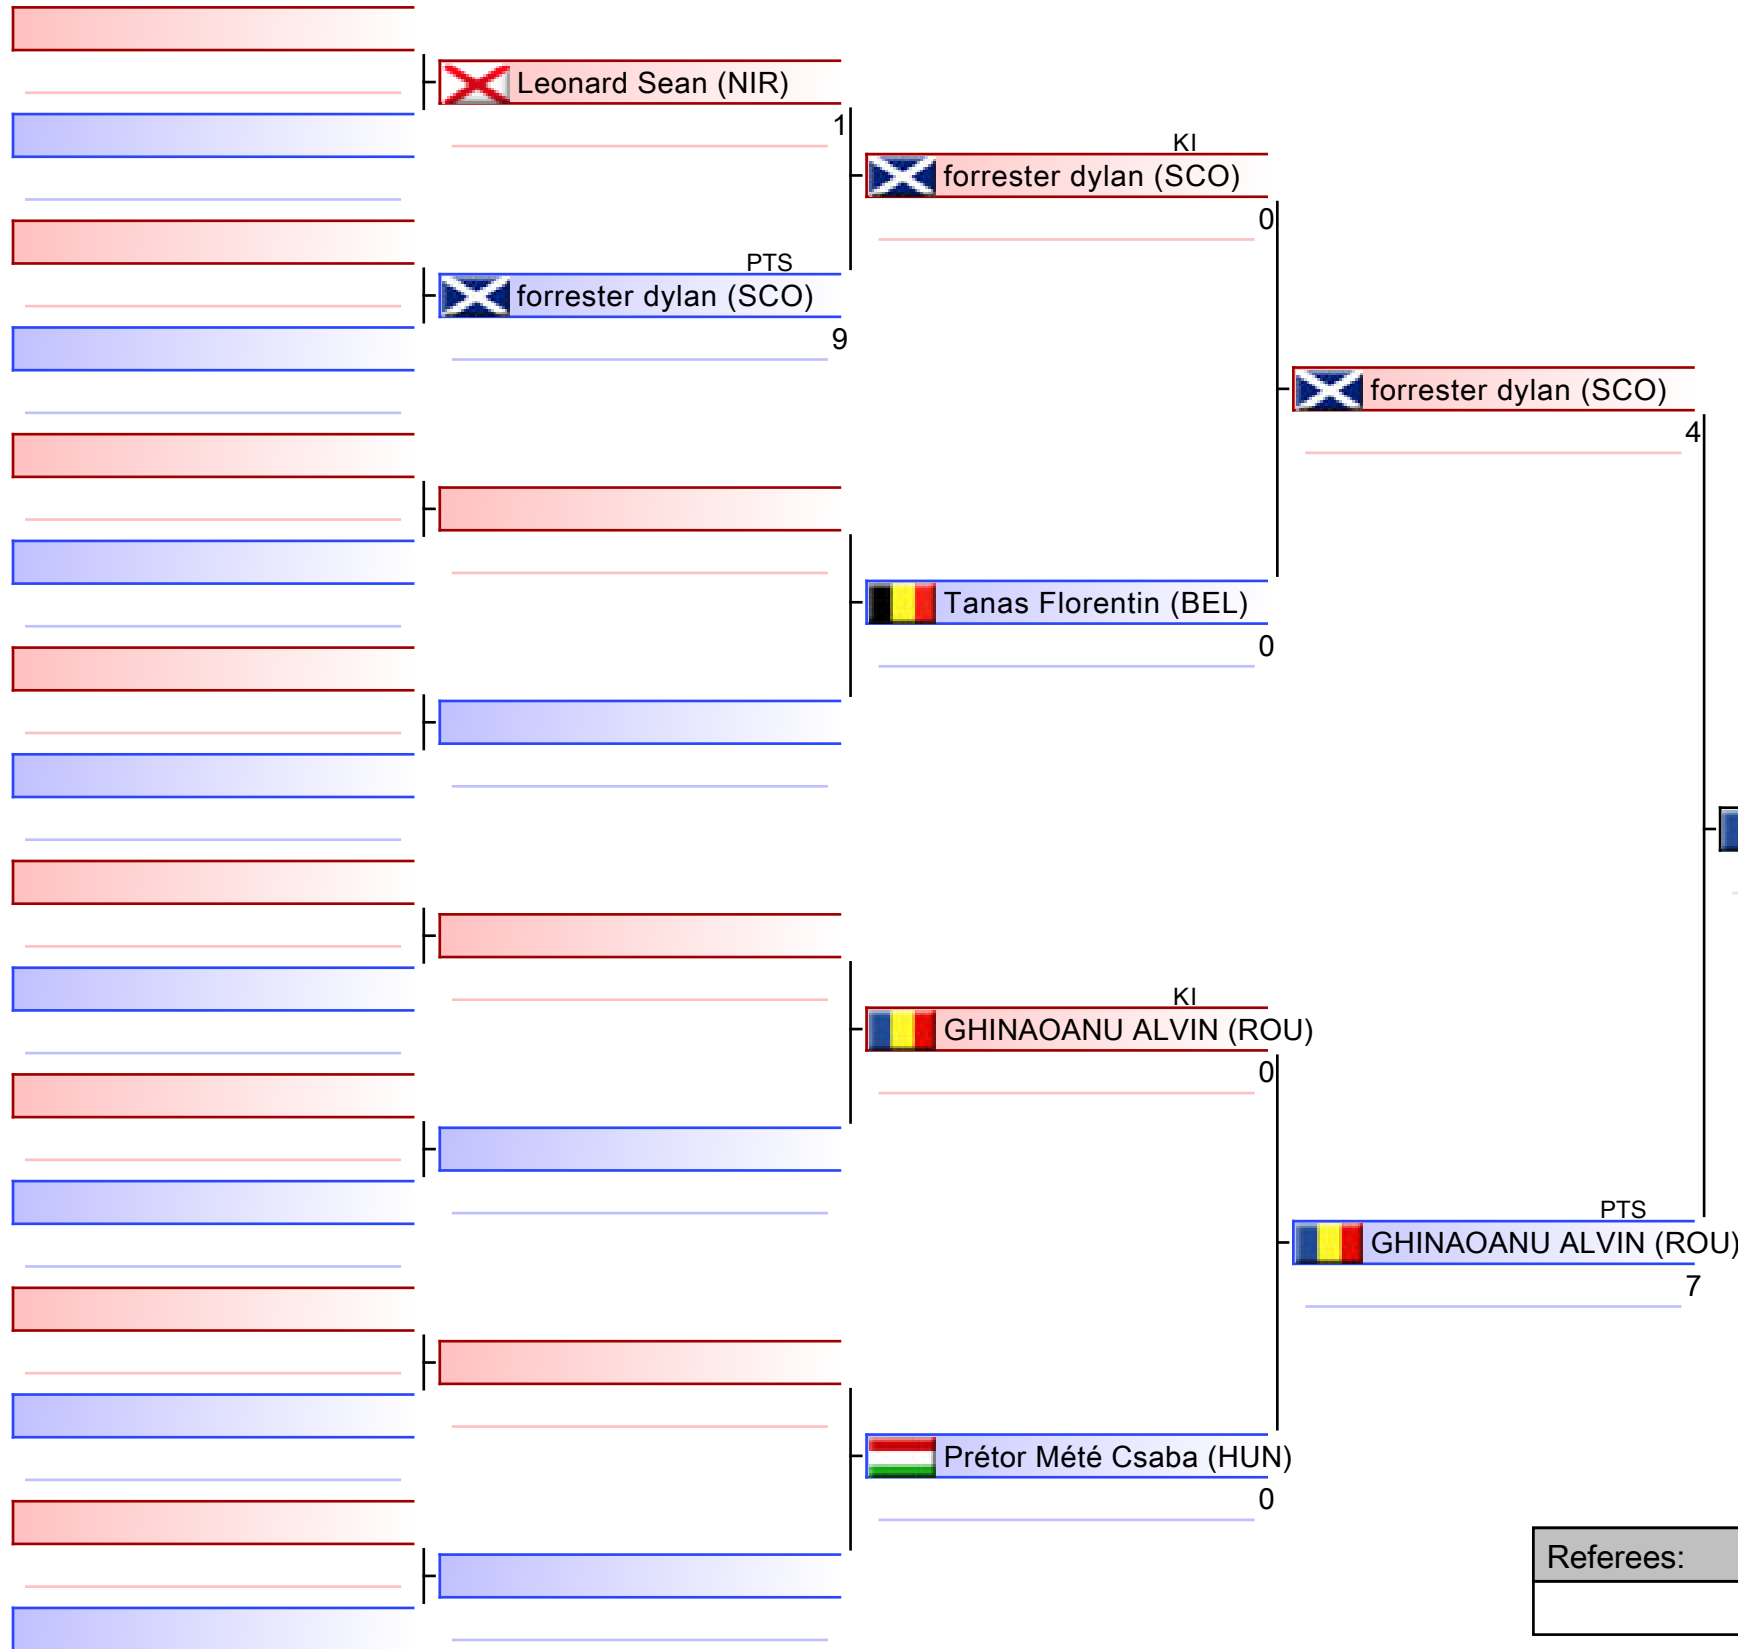 Leonard Sean (NIR)
1
PTS
forrester dylan (SCO)
9
KI
forrester dylan (SCO)
0
Tanas Florentin (BEL)
0
KI
GHINAOANU ALVIN (ROU)
0
Prétor Mété Csaba (HUN)
0
forrester dylan (SCO)
4
PTS
GHINAOANU ALVIN (ROU)
7
Referees: